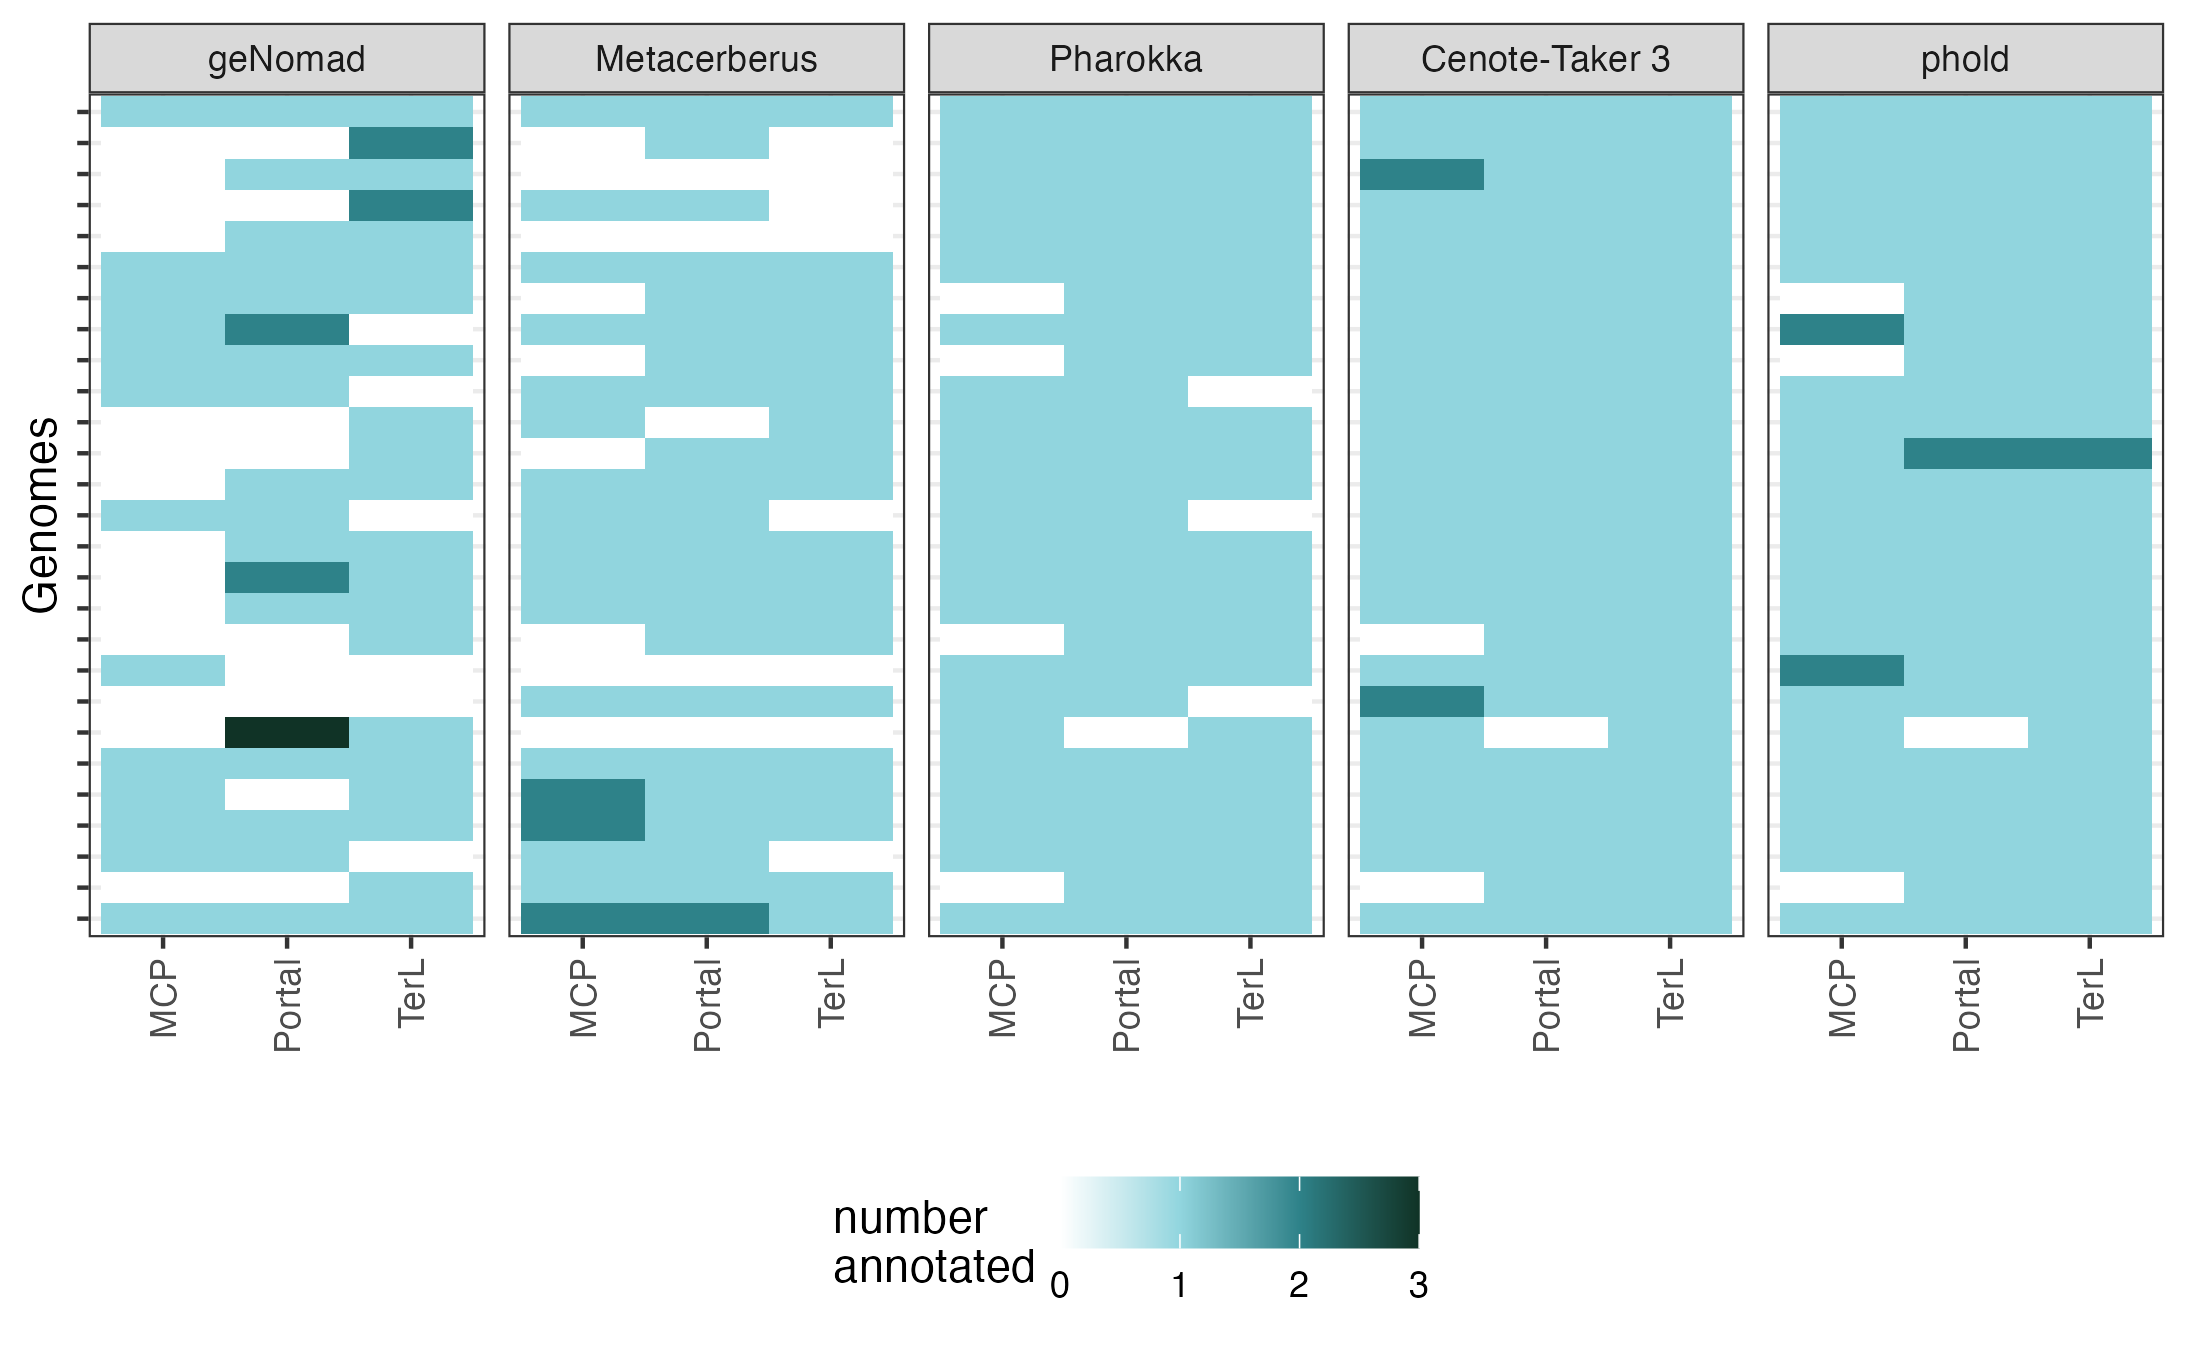 geNomad
Metacerberus
Pharokka
Cenote-Taker 3
phold
Genomes
MCP
Portal
TerL
MCP
Portal
TerL
MCP
Portal
TerL
MCP
Portal
TerL
MCP
Portal
TerL
number
annotated
0
1
2
3